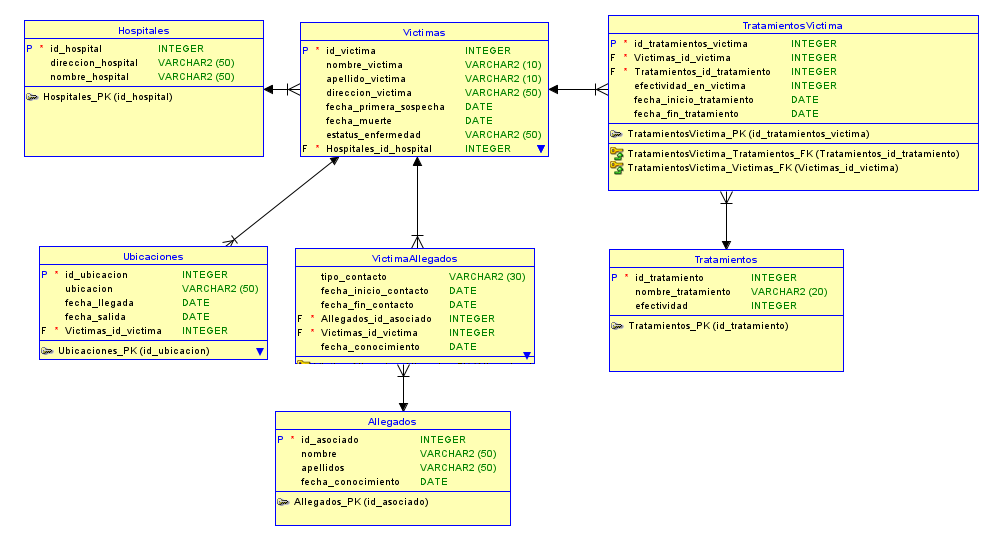 Hospitales
P * id_hospital INTEGER
direccion_hospital VARCHAR2 (50)
nombre_hospital VARCHAR2 (50)
Hospitales_PK (id_hospital)
Victimas
P * id_victima INTEGER
nombre_victima VARCHAR2 (10)
apellido_victima VARCHAR2 (10)
direccion_victima VARCHAR2 (50)
fecha_primera_sospecha DATE
fecha_muerte DATE
estatus_enfermedad VARCHAR2 (50)
F * Hospitales_id_hospital INTEGER
TratamientosVictima
P * id_tratamientos_victima INTEGER
F * Victimas_id_victima INTEGER
F * Tratamientos_id_tratamiento INTEGER
efectividad_en_victima INTEGER
fecha_inicio_tratamiento DATE
fecha_fin_tratamiento DATE
TratamientosVictima_PK (id_tratamientos_victima)
TratamientosVictima_Tratamientos_FK (Tratamientos_id_tratamiento)
TratamientosVictima_Victimas_FK (Victimas_id_victima)
Ubicaciones
P * id_ubicacion INTEGER
ubicacion VARCHAR2 (50)
fecha_llegada DATE
fecha_salida DATE
F * Victimas_id_victima INTEGER
Ubicaciones_PK (id_ubicacion)
VictimaAllegados
tipo_contacto VARCHAR2 (30)
fecha_inicio_contacto DATE
fecha_fin_contacto DATE
F * Allegados_id_asociado INTEGER
F * Victimas_id_victima INTEGER
fecha_conocimiento DATE
Tratamientos
P * id_tratamiento INTEGER
nombre_tratamiento VARCHAR2 (20)
efectividad INTEGER
Tratamientos_PK (id_tratamiento)
Allegados
P * id_asociado INTEGER
nombre VARCHAR2 (50)
apellidos VARCHAR2 (50)
fecha_conocimiento DATE
Allegados_PK (id_asociado)